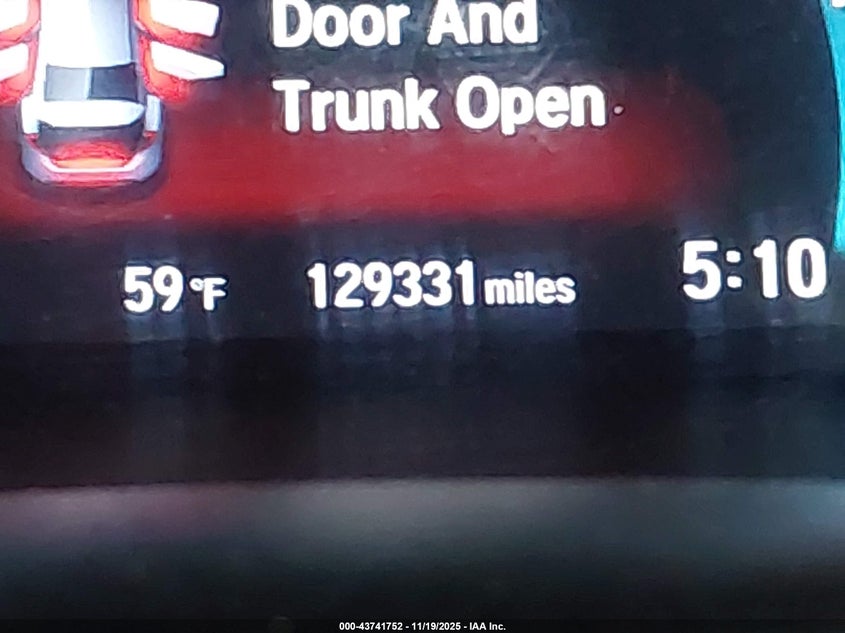 Door And
Trunk Open
59°F 129331 miles 5:10
000-43741752 - 11/19/2025 - IAA Inc.